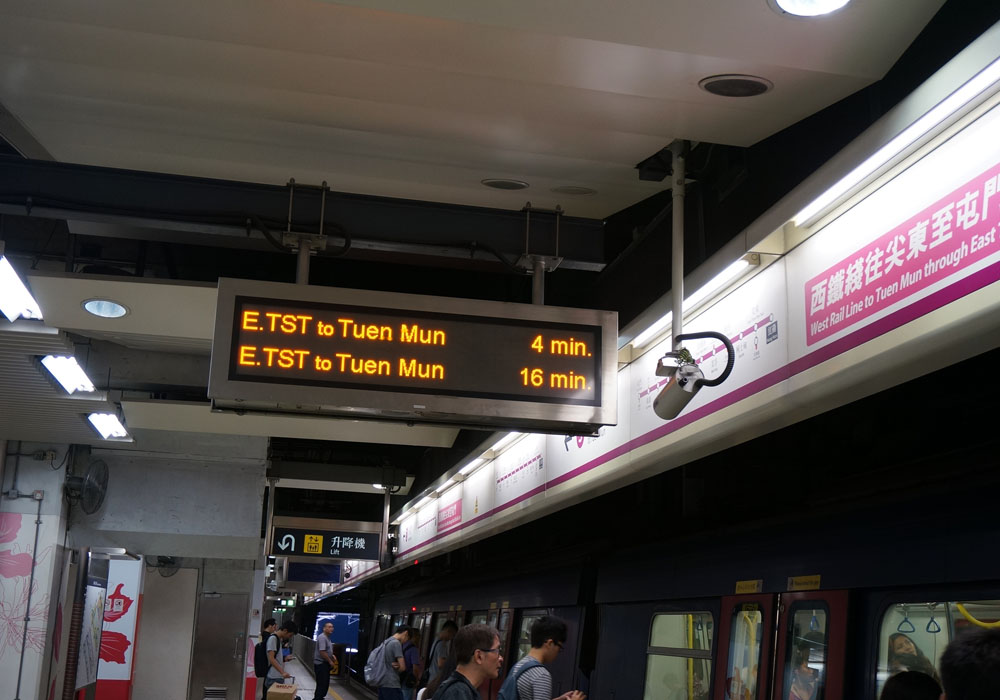 E.TST to Tuen Mun 4 min.
E.TST to Tuen Mun 16 min.
西鐵綫往尖東至屯門
West Rail Line to Tuen Mun through East
升降機
Lift